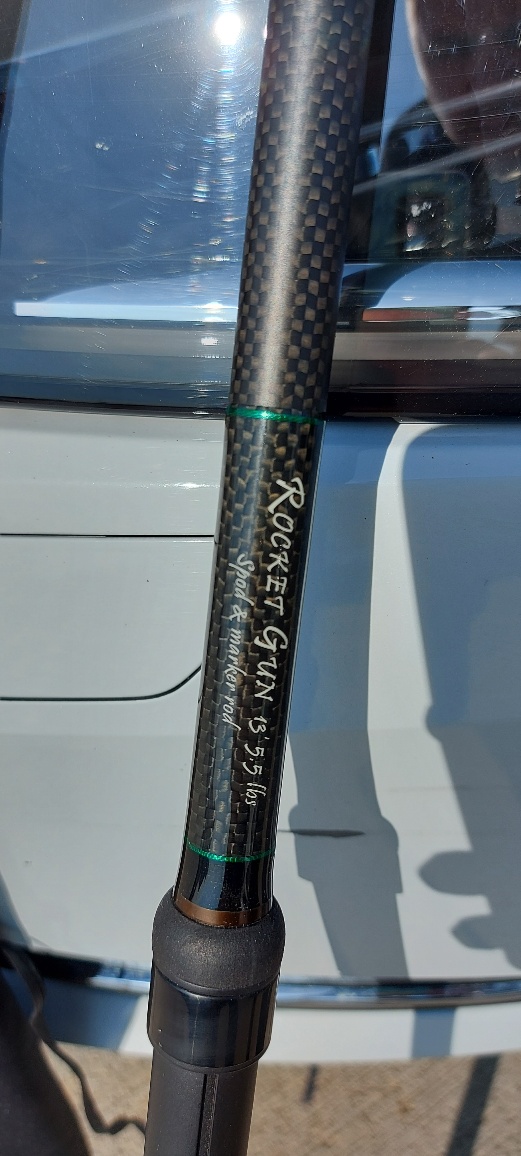 Rocket Gun 13' 5.5 lbs
Spod & marker rod